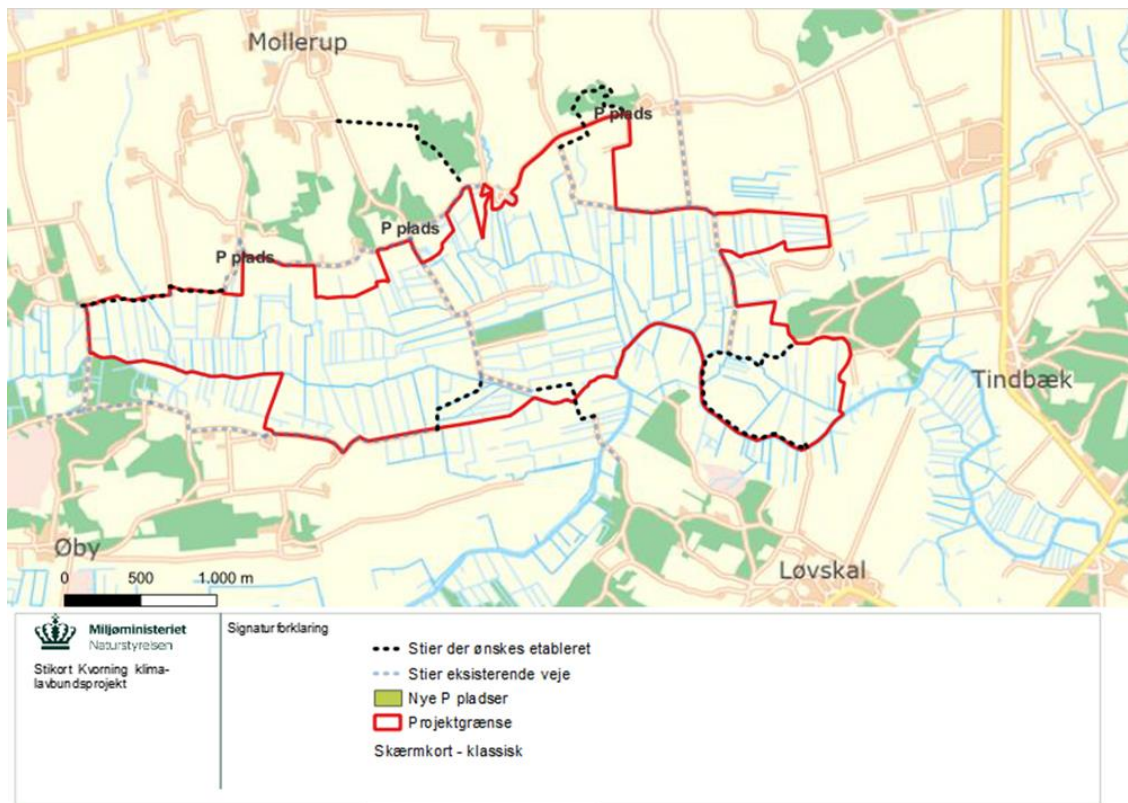 Mollerup
P plads
P plads
P plads
Tindbæk
Øby
Løvskal
0 500 1.000 m
Miljøministeriet
Naturstyrelsen
Stikort Kvorning klima-
lavbundsprojekt
Signaturforklaring
Stier der ønskes etableret
Stier eksisterende veje
Nye P pladser
Projektgrænse
Skærmkort - klassisk